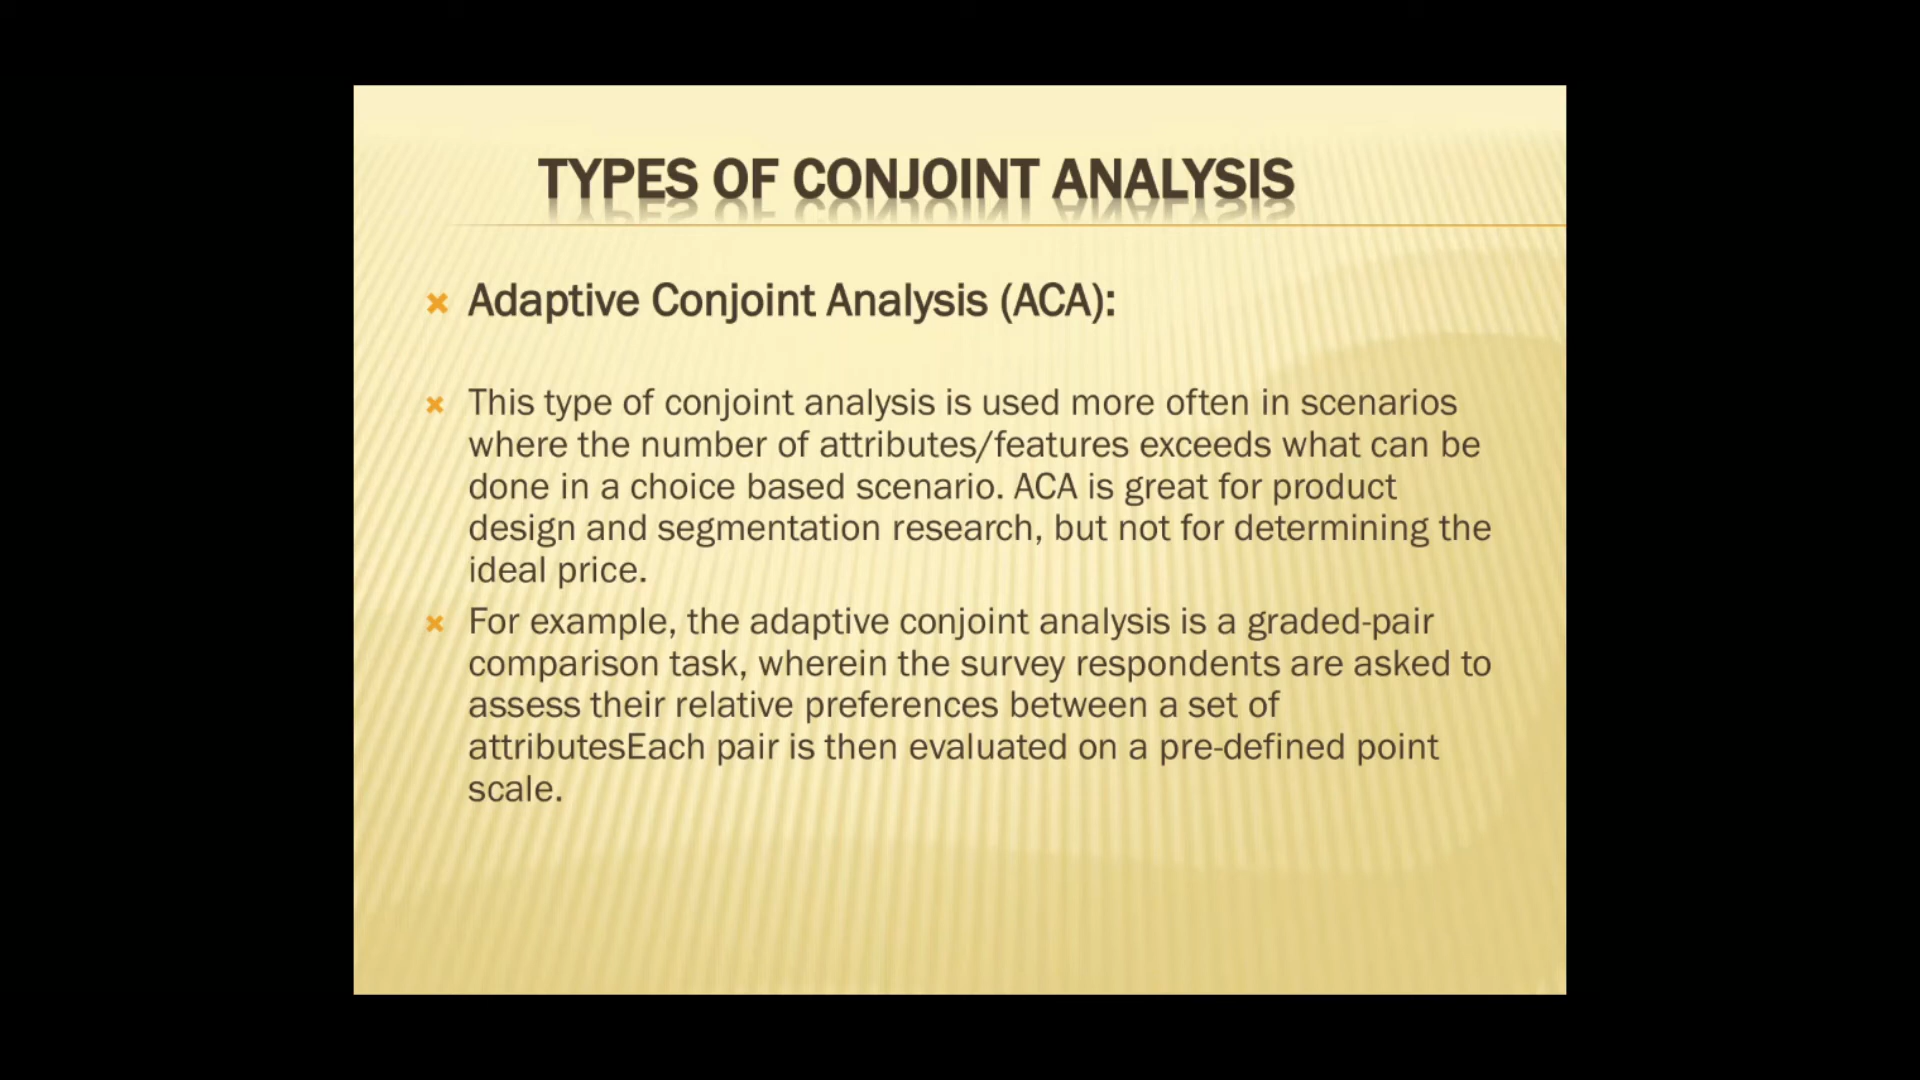 TYPES OF CONJOINT ANALYSIS
Adaptive Conjoint Analysis (ACA):
This type of conjoint analysis is used more often in scenarios
where the number of attributes/features exceeds what can be
done in a choice based scenario. ACA is great for product
design and segmentation research, but not for determining the
ideal price.
For example, the adaptive conjoint analysis is a graded-pair
comparison task, wherein the survey respondents are asked to
assess their relative preferences between a set of
attributesEach pair is then evaluated on a pre-defined point
scale.